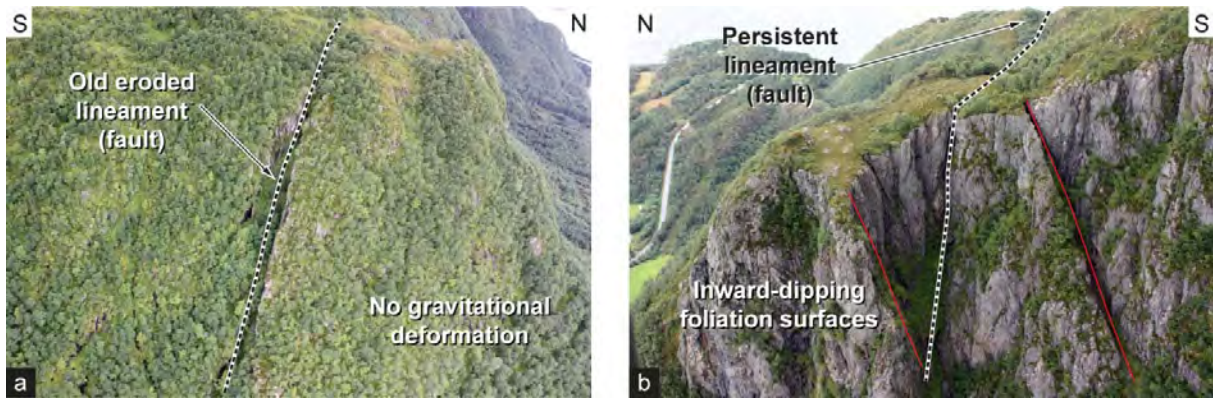 S
N
Old eroded
lineament
(fault)
No gravitational
deformation
a
N
S
Persistent
lineament
(fault)
Inward-dipping
foliation surfaces
b